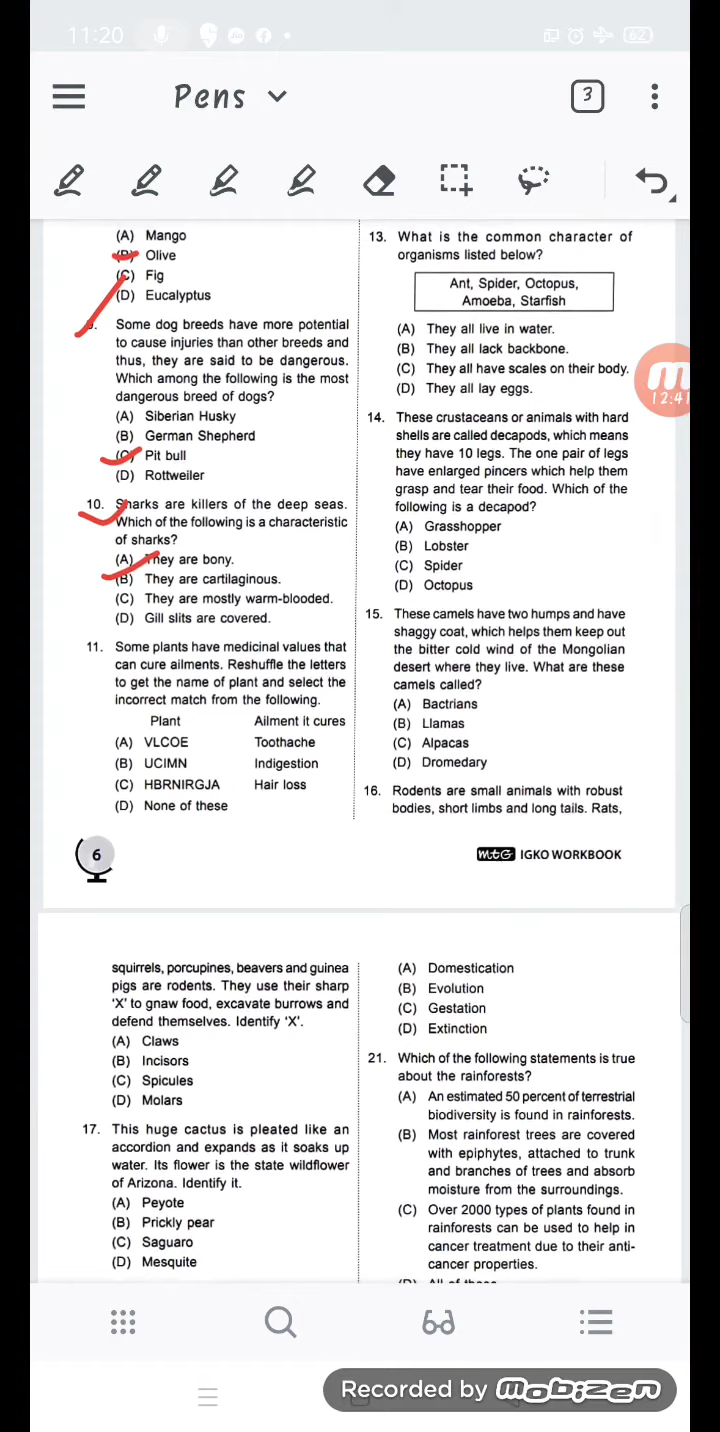 11:20
62
Pens
3
(A) Mango
(B) Olive
(C) Fig
(D) Eucalyptus
9. Some dog breeds have more potential
to cause injuries than other breeds and
thus, they are said to be dangerous.
Which among the following is the most
dangerous breed of dogs?
(A) Siberian Husky
(B) German Shepherd
(C) Pit bull
(D) Rottweiler
10. Sharks are killers of the deep seas.
Which of the following is a characteristic
of sharks?
(A) They are bony.
(B) They are cartilaginous.
(C) They are mostly warm-blooded.
(D) Gill slits are covered.
11. Some plants have medicinal values that
can cure ailments. Reshuffle the letters
to get the name of plant and select the
incorrect match from the following.
Plant Ailment it cures
(A) VLCOE Toothache
(B) UCIMN Indigestion
(C) HBRNIRGJA Hair loss
(D) None of these
13. What is the common character of
organisms listed below?
Ant, Spider, Octopus,
Amoeba, Starfish
(A) They all live in water.
(B) They all lack backbone.
(C) They all have scales on their body.
(D) They all lay eggs.
12:41
14. These crustaceans or animals with hard
shells are called decapods, which means
they have 10 legs. The one pair of legs
have enlarged pincers which help them
grasp and tear their food. Which of the
following is a decapod?
(A) Grasshopper
(B) Lobster
(C) Spider
(D) Octopus
15. These camels have two humps and have
shaggy coat, which helps them keep out
the bitter cold wind of the Mongolian
desert where they live. What are these
camels called?
(A) Bactrians
(B) Llamas
(C) Alpacas
(D) Dromedary
16. Rodents are small animals with robust
bodies, short limbs and long tails. Rats,
6
mtG IGKO WORKBOOK
squirrels, porcupines, beavers and guinea
pigs are rodents. They use their sharp
'X' to gnaw food, excavate burrows and
defend themselves. Identify 'X'.
(A) Claws
(B) Incisors
(C) Spicules
(D) Molars
17. This huge cactus is pleated like an
accordion and expands as it soaks up
water. Its flower is the state wildflower
of Arizona. Identify it.
(A) Peyote
(B) Prickly pear
(C) Saguaro
(D) Mesquite
(A) Domestication
(B) Evolution
(C) Gestation
(D) Extinction
21. Which of the following statements is true
about the rainforests?
(A) An estimated 50 percent of terrestrial
biodiversity is found in rainforests.
(B) Most rainforest trees are covered
with epiphytes, attached to trunk
and branches of trees and absorb
moisture from the surroundings.
(C) Over 2000 types of plants found in
rainforests can be used to help in
cancer treatment due to their anti-
cancer properties.
(D) All of these
Recorded by mobizen